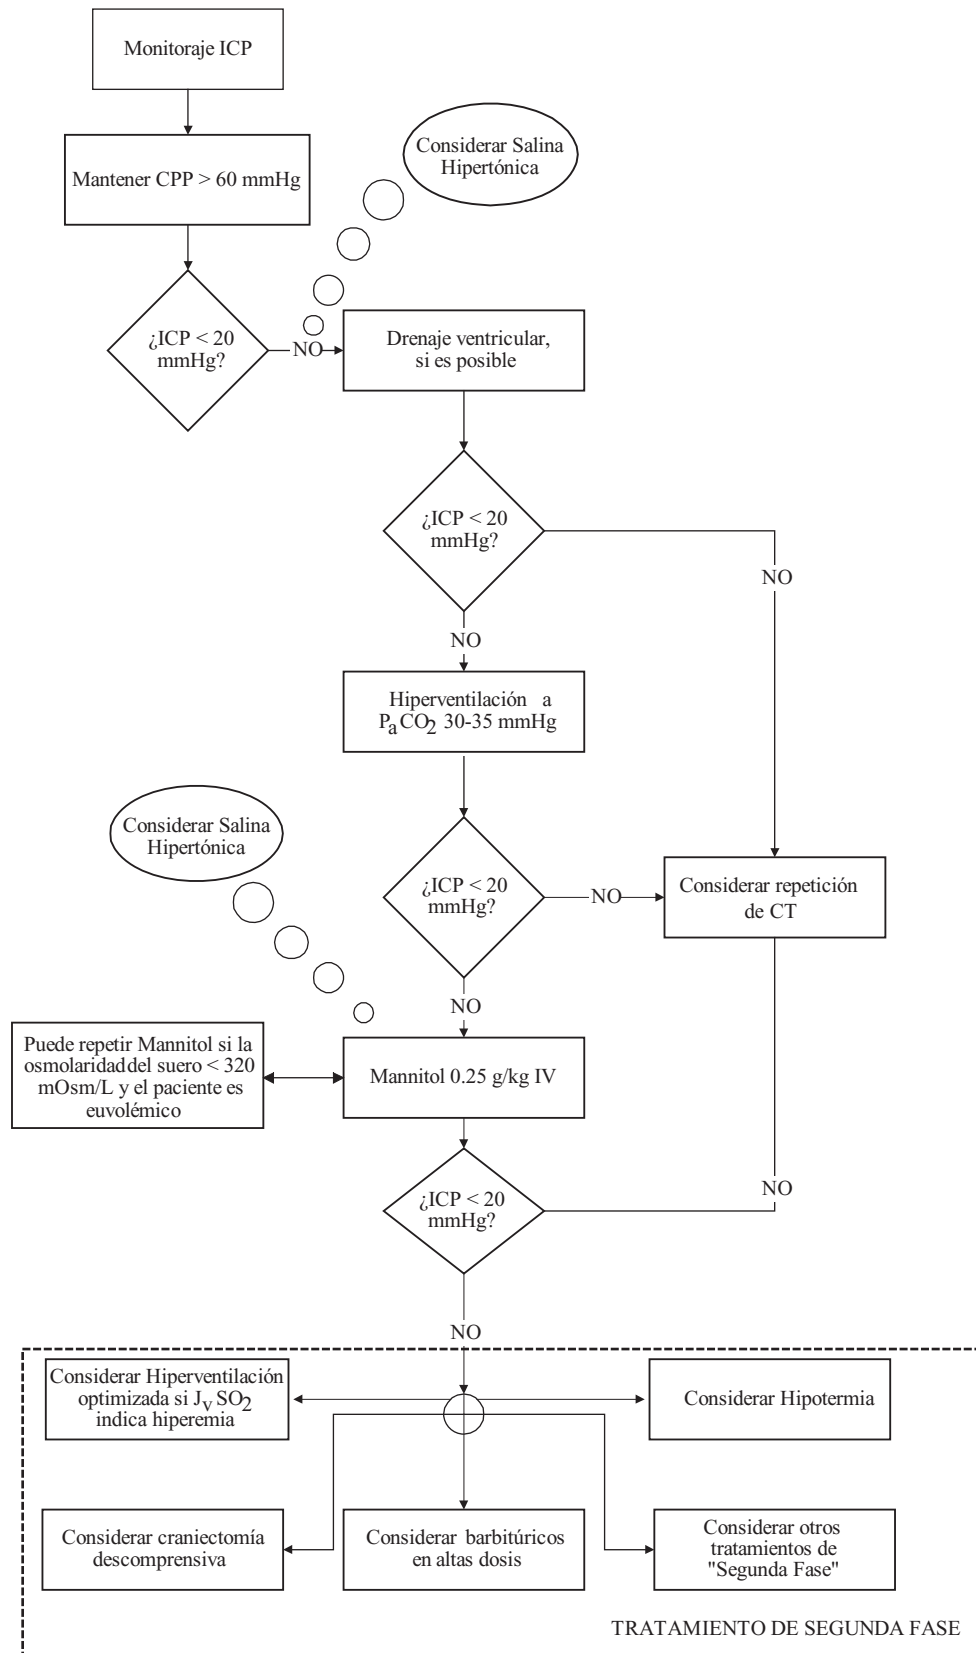 Monitoraje ICP
Mantener CPP > 60 mmHg
Considerar Salina
Hipertónica
¿ICP < 20
mmHg?
NO
Drenaje ventricular,
si es posible
¿ICP < 20
mmHg?
NO
NO
Hiperventilación a
PaCO2 30-35 mmHg
Considerar Salina
Hipertónica
¿ICP < 20
mmHg?
NO
Considerar repetición
de CT
NO
Puede repetir Mannitol si la
osmolaridad del suero < 320
mOsm/L y el paciente es
euvolémico
Mannitol 0.25 g/kg IV
¿ICP < 20
mmHg?
NO
NO
Considerar Hiperventilación
optimizada si JvSO2
indica hiperemia
Considerar Hipotermia
Considerar craniectomía
descomprensiva
Considerar barbitúricos
en altas dosis
Considerar otros
tratamientos de
"Segunda Fase"
TRATAMIENTO DE SEGUNDA FASE